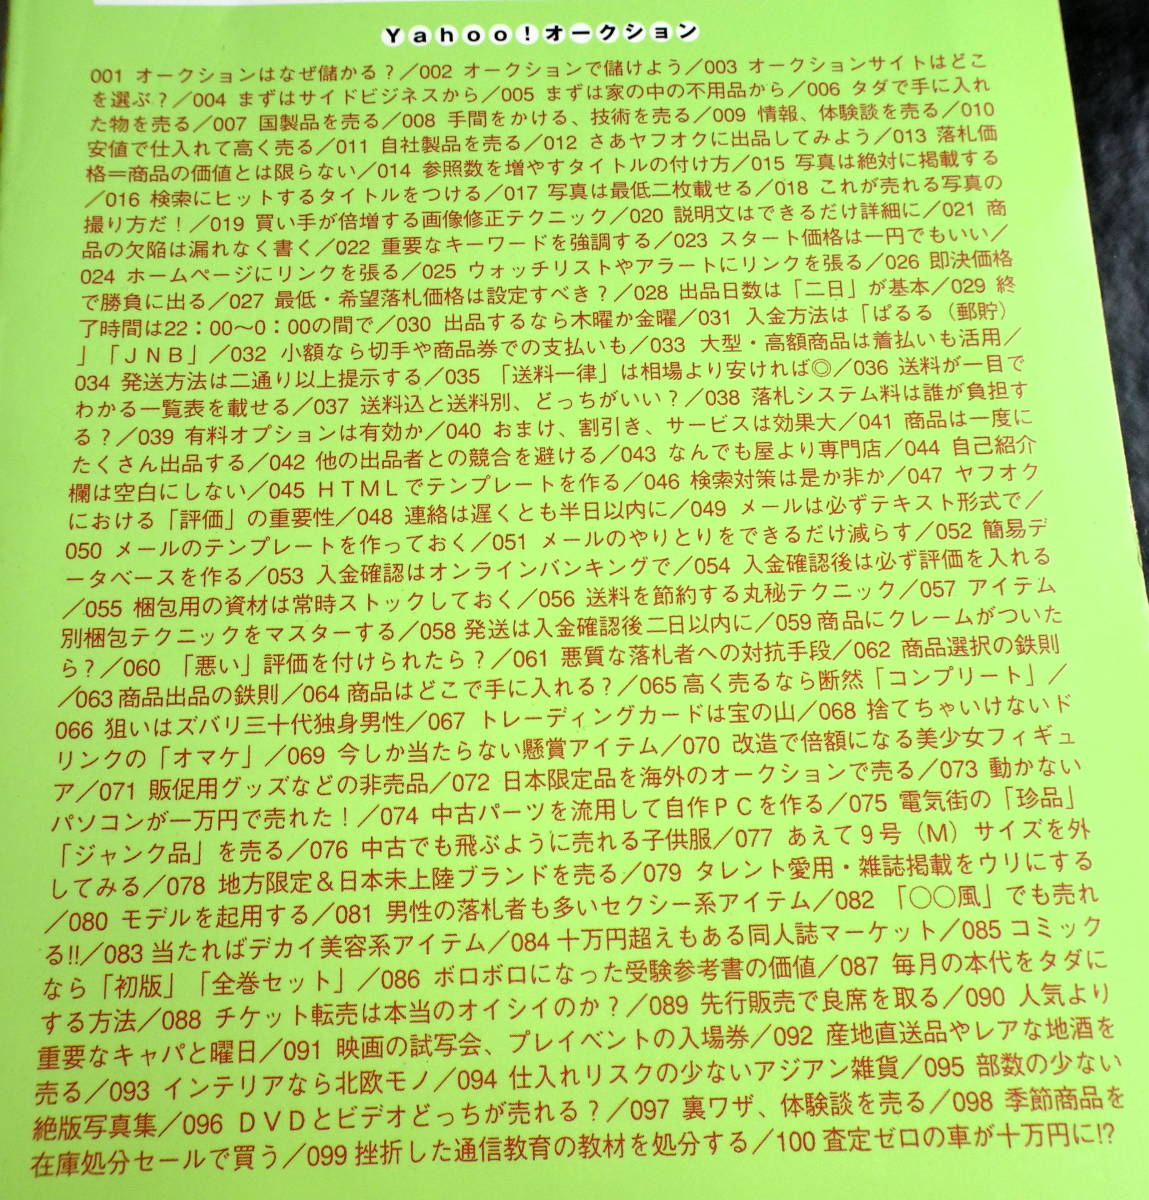 Yahoo!オークション
001 オークションはなぜ儲かる?/002 オークションで儲けよう/003 オークションサイトはどこ
を選ぶ?/004 まずはサイドビジネスから/005 まずは家の中の不用品から/006 タダで手に入れ
た物を売る/007 国製品を売る/008 手間をかける、技術を売る/009 情報、体験談を売る/010
安値で仕入れて高く売る/011 自社製品を売る/012 さあヤフオクに出品してみよう/013 落札価
格=商品の価値とは限らない/014 参照数を増やすタイトルの付け方/015 写真は絶対に掲載する
/016 検索にヒットするタイトルをつける/017 写真は最低二枚載せる/018 これが売れる写真の
撮り方だ!/019 買い手が倍増する画像修正テクニック/020 説明文はできるだけ詳細に/021 商
品の欠陥は漏れなく書く/022 重要なキーワードを強調する/023 スタート価格は一円でもいい/
024 ホームページにリンクを張る/025 ウォッチリストやアラートにリンクを張る/026 即決価格
で勝負に出る/027 最低・希望落札価格は設定すべき?/028 出品日数は「二日」が基本/029 終
了時間は22:00〜0:00の間で/030 出品するなら木曜か金曜/031 入金方法は「ぱるる(郵貯)
」「JNB」/032 小額なら切手や商品券での支払いも/033 大型・高額商品は着払いも活用/
034 発送方法は二通り以上提示する/035 「送料一律」は相場より安ければ◎/036 送料が一目で
わかる一覧表を載せる/037 送料込と送料別、どっちがいい?/038 落札システム料は誰が負担す
る?/039 有料オプションは有効か/040 おまけ、割引き、サービスは効果大/041 商品は一度に
たくさん出品する/042 他の出品者との競合を避ける/043 なんでも屋より専門店/044 自己紹介
欄は空白にしない/045 HTMLでテンプレートを作る/046 検索対策は是か非か/047 ヤフオク
における「評価」の重要性/048 連絡は遅くとも半日以内に/049 メールは必ずテキスト形式で/
050 メールのテンプレートを作っておく/051 メールのやりとりをできるだけ減らす/052 簡易デ
ータベースを作る/053 入金確認はオンラインバンキングで/054 入金確認後は必ず評価を入れる
/055 梱包用の資材は常時ストックしておく/056 送料を節約する丸秘テクニック/057 アイテム
別梱包テクニックをマスターする/058 発送は入金確認後二日以内に/059 商品にクレームがついた
ら?/060 「悪い」評価を付けられたら?/061 悪質な落札者への対抗手段/062 商品選択の鉄則
/063 商品出品の鉄則/064 商品はどこで手に入れる?/065 高く売るなら断然「コンプリート」/
066 狙いはズバリ三十代独身男性/067 トレーディングカードは宝の山/068 捨てちゃいけないド
リンクの「オマケ」/069 今しか当たらない懸賞アイテム/070 改造で倍額になる美少女フィギュ
ア/071 販促用グッズなどの非売品/072 日本限定品を海外のオークションで売る/073 動かない
パソコンが一万円で売れた!/074 中古パーツを流用して自作PCを作る/075 電気街の「珍品」
「ジャンク品」を売る/076 中古でも飛ぶように売れる子供服/077 あえて9号(M)サイズを外
してみる/078 地方限定&日本未上陸ブランドを売る/079 タレント愛用・雑誌掲載をウリにする
/080 モデルを起用する/081 男性の落札者も多いセクシー系アイテム/082 「○○風」でも売れ
る!!/083 当たればデカイ美容系アイテム/084 十万円超えもある同人誌マーケット/085 コミック
なら「初版」「全巻セット」/086 ボロボロになった受験参考書の価値/087 毎月の本代をタダに
する方法/088 チケット転売は本当のオイシイのか?/089 先行販売で良席を取る/090 人気より
重要なキャパと曜日/091 映画の試写会、プレイベントの入場券/092 産地直送品やレアな地酒を
売る/093 インテリアなら北欧モノ/094 仕入れリスクの少ないアジアン雑貨/095 部数の少ない
絶版写真集/096 DVDとビデオどっちが売れる?/097 裏ワザ、体験談を売る/098 季節商品を
在庫処分セールで買う/099 挫折した通信教育の教材を処分する/100 査定ゼロの車が十万円に!?